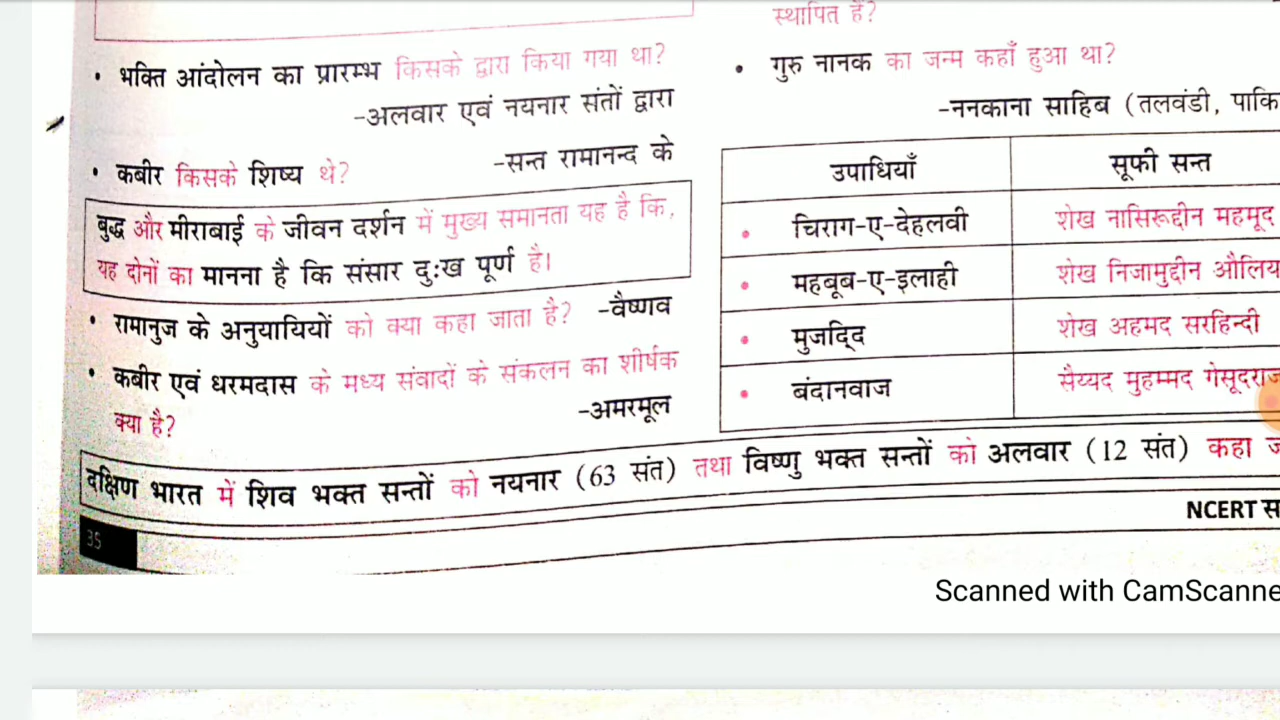 भक्ति आंदोलन का प्रारम्भ किसके द्वारा किया गया था?
-अलवार एवं नयनार संतों द्वारा
कबीर किसके शिष्य थे? -सन्त रामानन्द के
बुद्ध और मीराबाई के जीवन दर्शन में मुख्य समानता यह है कि,
यह दोनों का मानना है कि संसार दुःख पूर्ण है।
रामानुज के अनुयायियों को क्या कहा जाता है? -वैष्णव
कबीर एवं धरमदास के मध्य संवादों के संकलन का शीर्षक
क्या है? -अमरमूल
स्थापित हैं?
गुरु नानक का जन्म कहाँ हुआ था?
-ननकाना साहिब (तलवंडी, पाकि
उपाधियाँ सूफी सन्त
चिराग-ए-देहलवी शेख नासिरूद्दीन महमूद
महबूब-ए-इलाही शेख निजामुद्दीन औलिय
मुजद्दिद शेख अहमद सरहिन्दी
बंदानवाज सैय्यद मुहम्मद गेसूदराज
दक्षिण भारत में शिव भक्त सन्तों को नयनार (63 संत) तथा विष्णु भक्त सन्तों को अलवार (12 संत) कहा ज
35
NCERT स
Scanned with CamScanne